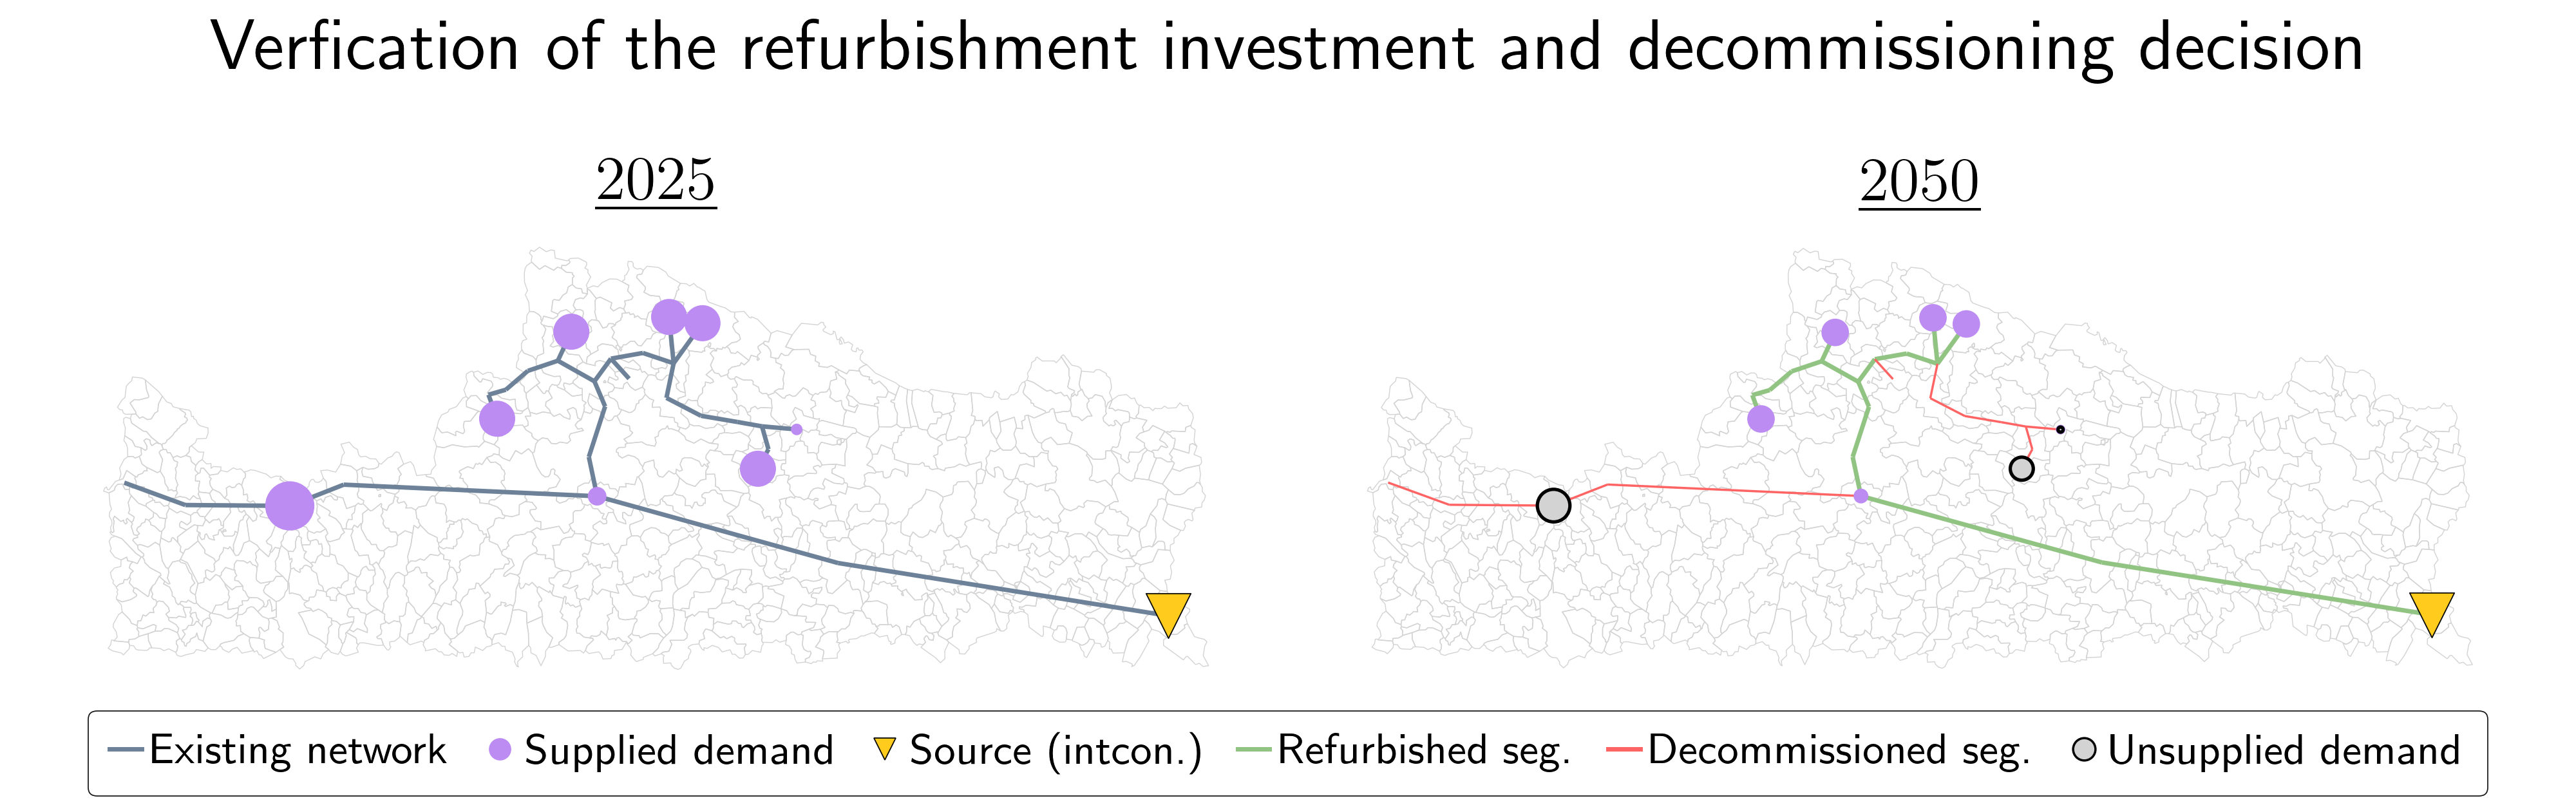 Verfication of the refurbishment investment and decommissioning decision
2025
2050
Existing network
Supplied demand
Source (intcon.)
Refurbished seg.
Decommissioned seg.
Unsupplied demand